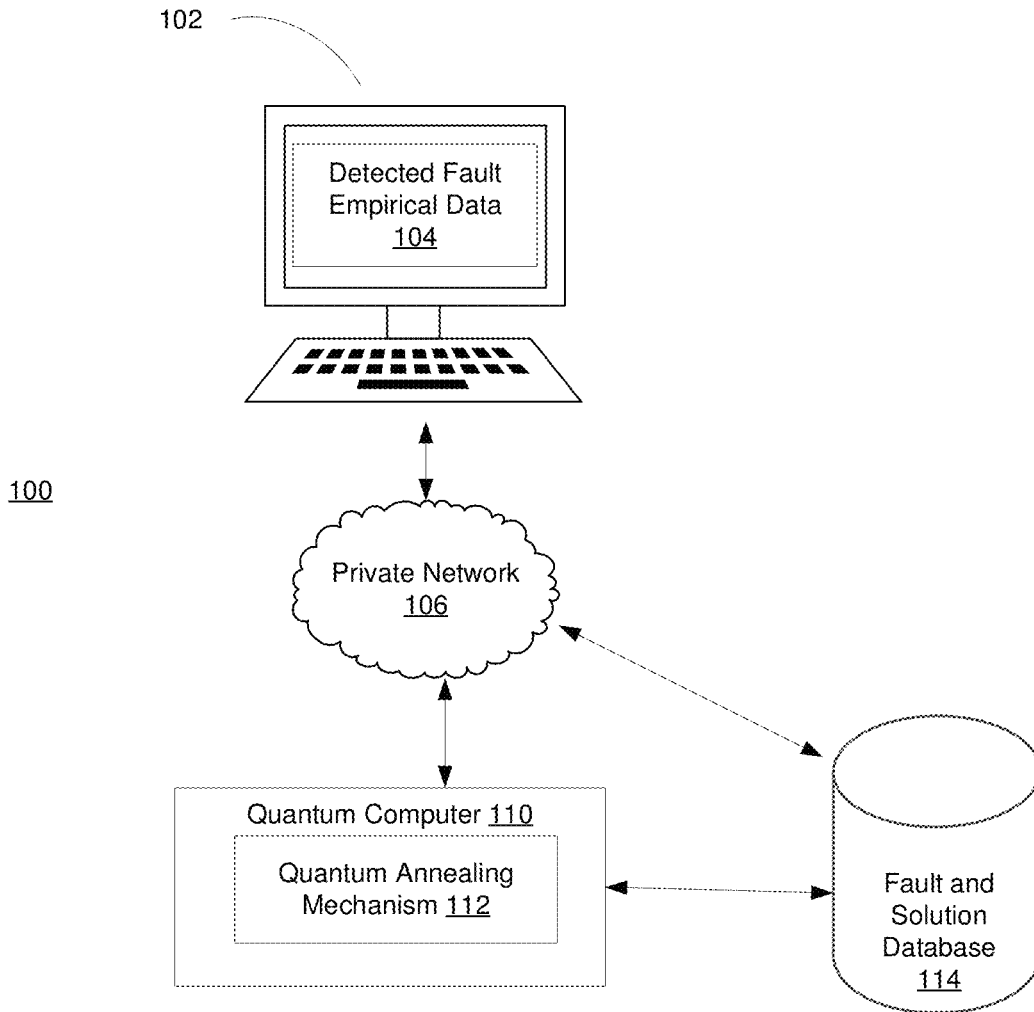 102
Detected Fault
Empirical Data
104
100
Private Network
106
Quantum Computer 110
Quantum Annealing
Mechanism 112
Fault and
Solution
Database
114